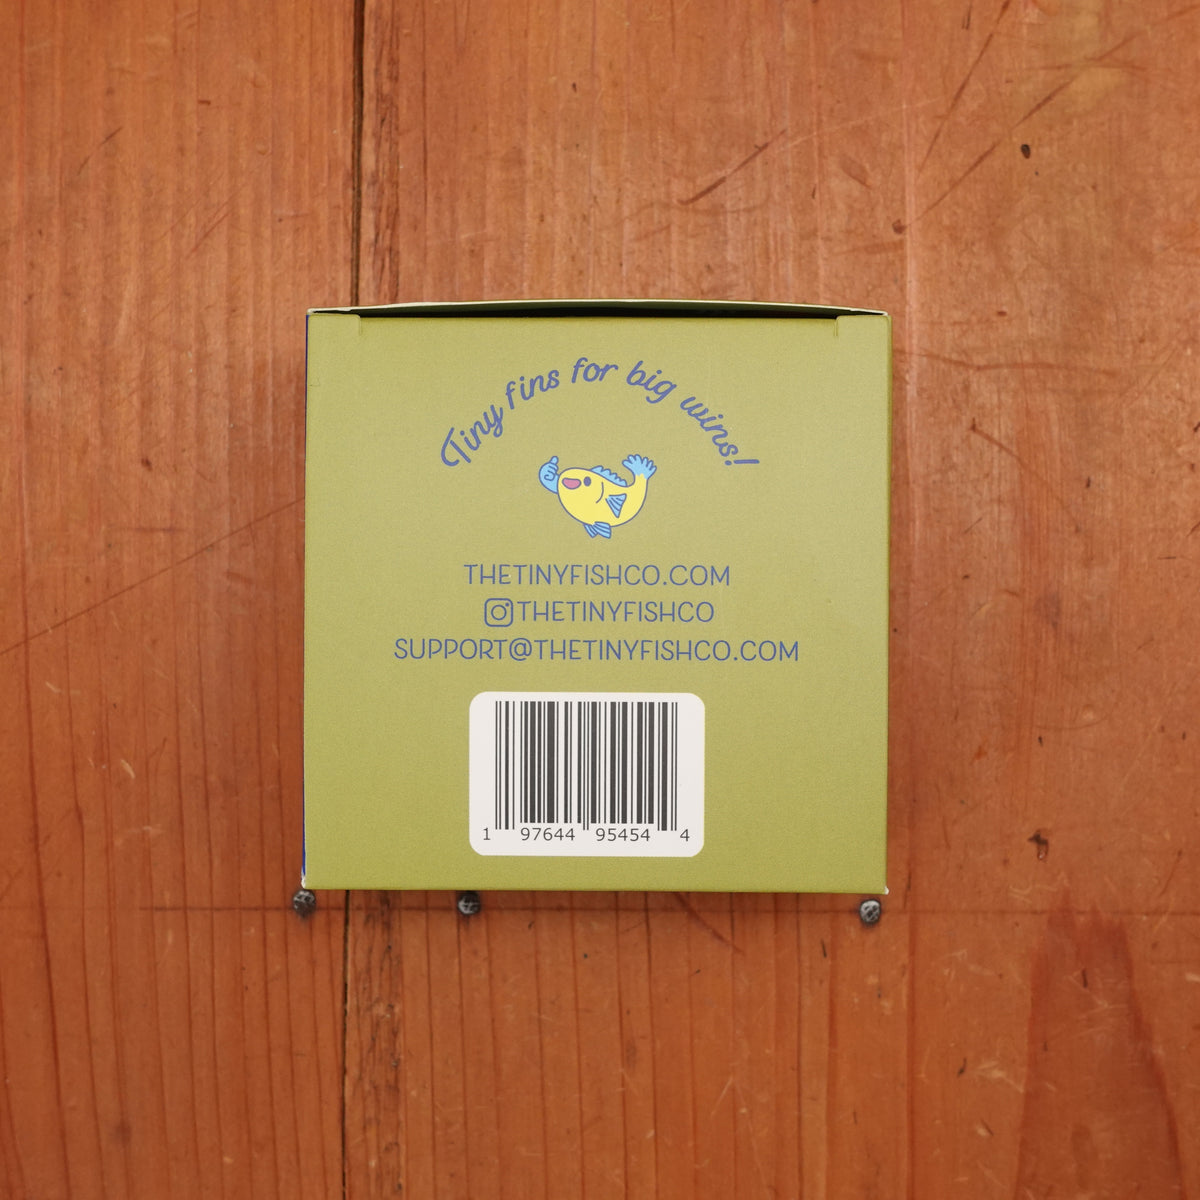 Tiny fins for big wins!
THETINYFISHCO.COM
THETINYFISHCO
SUPPORT@THETINYFISHCO.COM
1 97644 95454 4